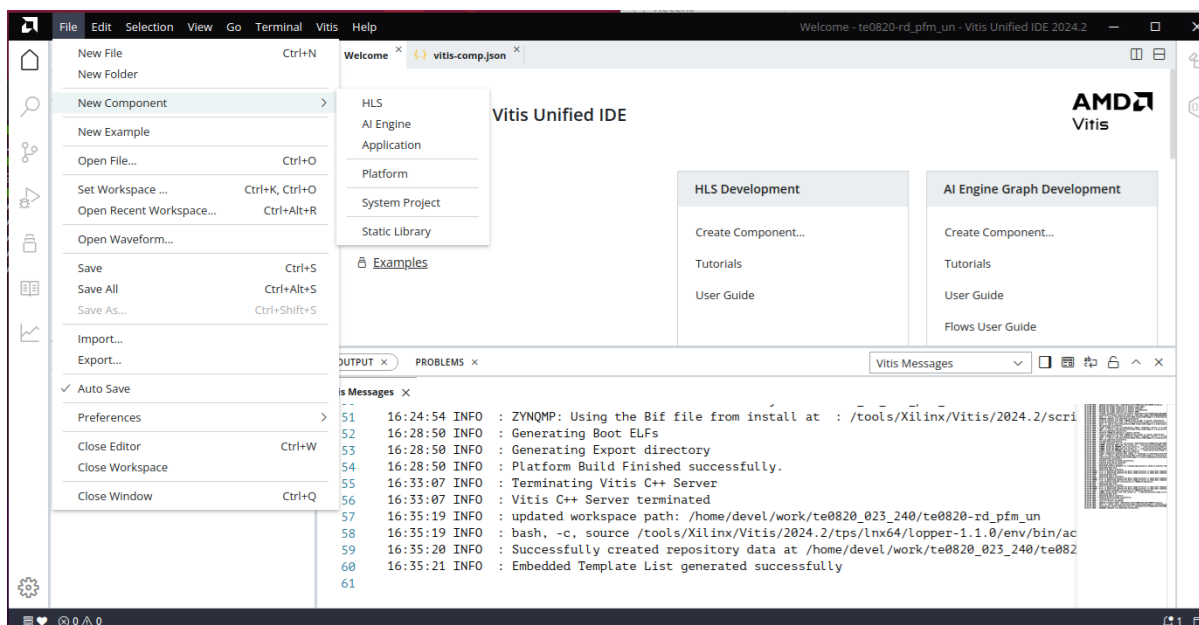 File Edit Selection View Go Terminal Vitis Help
Welcome - te0820-rd_pfm_un - Vitis Unified IDE 2024.2
New File Ctrl+N
New Folder
New Component >
New Example
Open File... Ctrl+O
Set Workspace ... Ctrl+K, Ctrl+O
Open Recent Workspace... Ctrl+Alt+R
Open Waveform...
Save Ctrl+S
Save All Ctrl+Alt+S
Save As... Ctrl+Shift+S
Import...
Export...
Auto Save
Preferences >
Close Editor Ctrl+W
Close Workspace
Close Window Ctrl+Q
HLS
AI Engine
Application
Platform
System Project
Static Library
Welcome × {..} vitis-comp.json ×
Vitis Unified IDE
AMD
Vitis
Examples
HLS Development
Create Component...
Tutorials
User Guide
AI Engine Graph Development
Create Component...
Tutorials
User Guide
Flows User Guide
OUTPUT × PROBLEMS × Vitis Messages
is Messages ×
51 16:24:54 INFO : ZYNQMP: Using the Bif file from install at : /tools/Xilinx/Vitis/2024.2/scri
52 16:28:50 INFO : Generating Boot ELFs
53 16:28:50 INFO : Generating Export directory
54 16:28:50 INFO : Platform Build Finished successfully.
55 16:33:07 INFO : Terminating Vitis C++ Server
56 16:33:07 INFO : Vitis C++ Server terminated
57 16:35:19 INFO : updated workspace path: /home/devel/work/te0820_023_240/te0820-rd_pfm_un
58 16:35:19 INFO : bash, -c, source /tools/Xilinx/Vitis/2024.2/tps/lnx64/lopper-1.1.0/env/bin/ac
59 16:35:20 INFO : Successfully created repository data at /home/devel/work/te0820_023_240/te082
60 16:35:21 INFO : Embedded Template List generated successfully
61
0 0
1